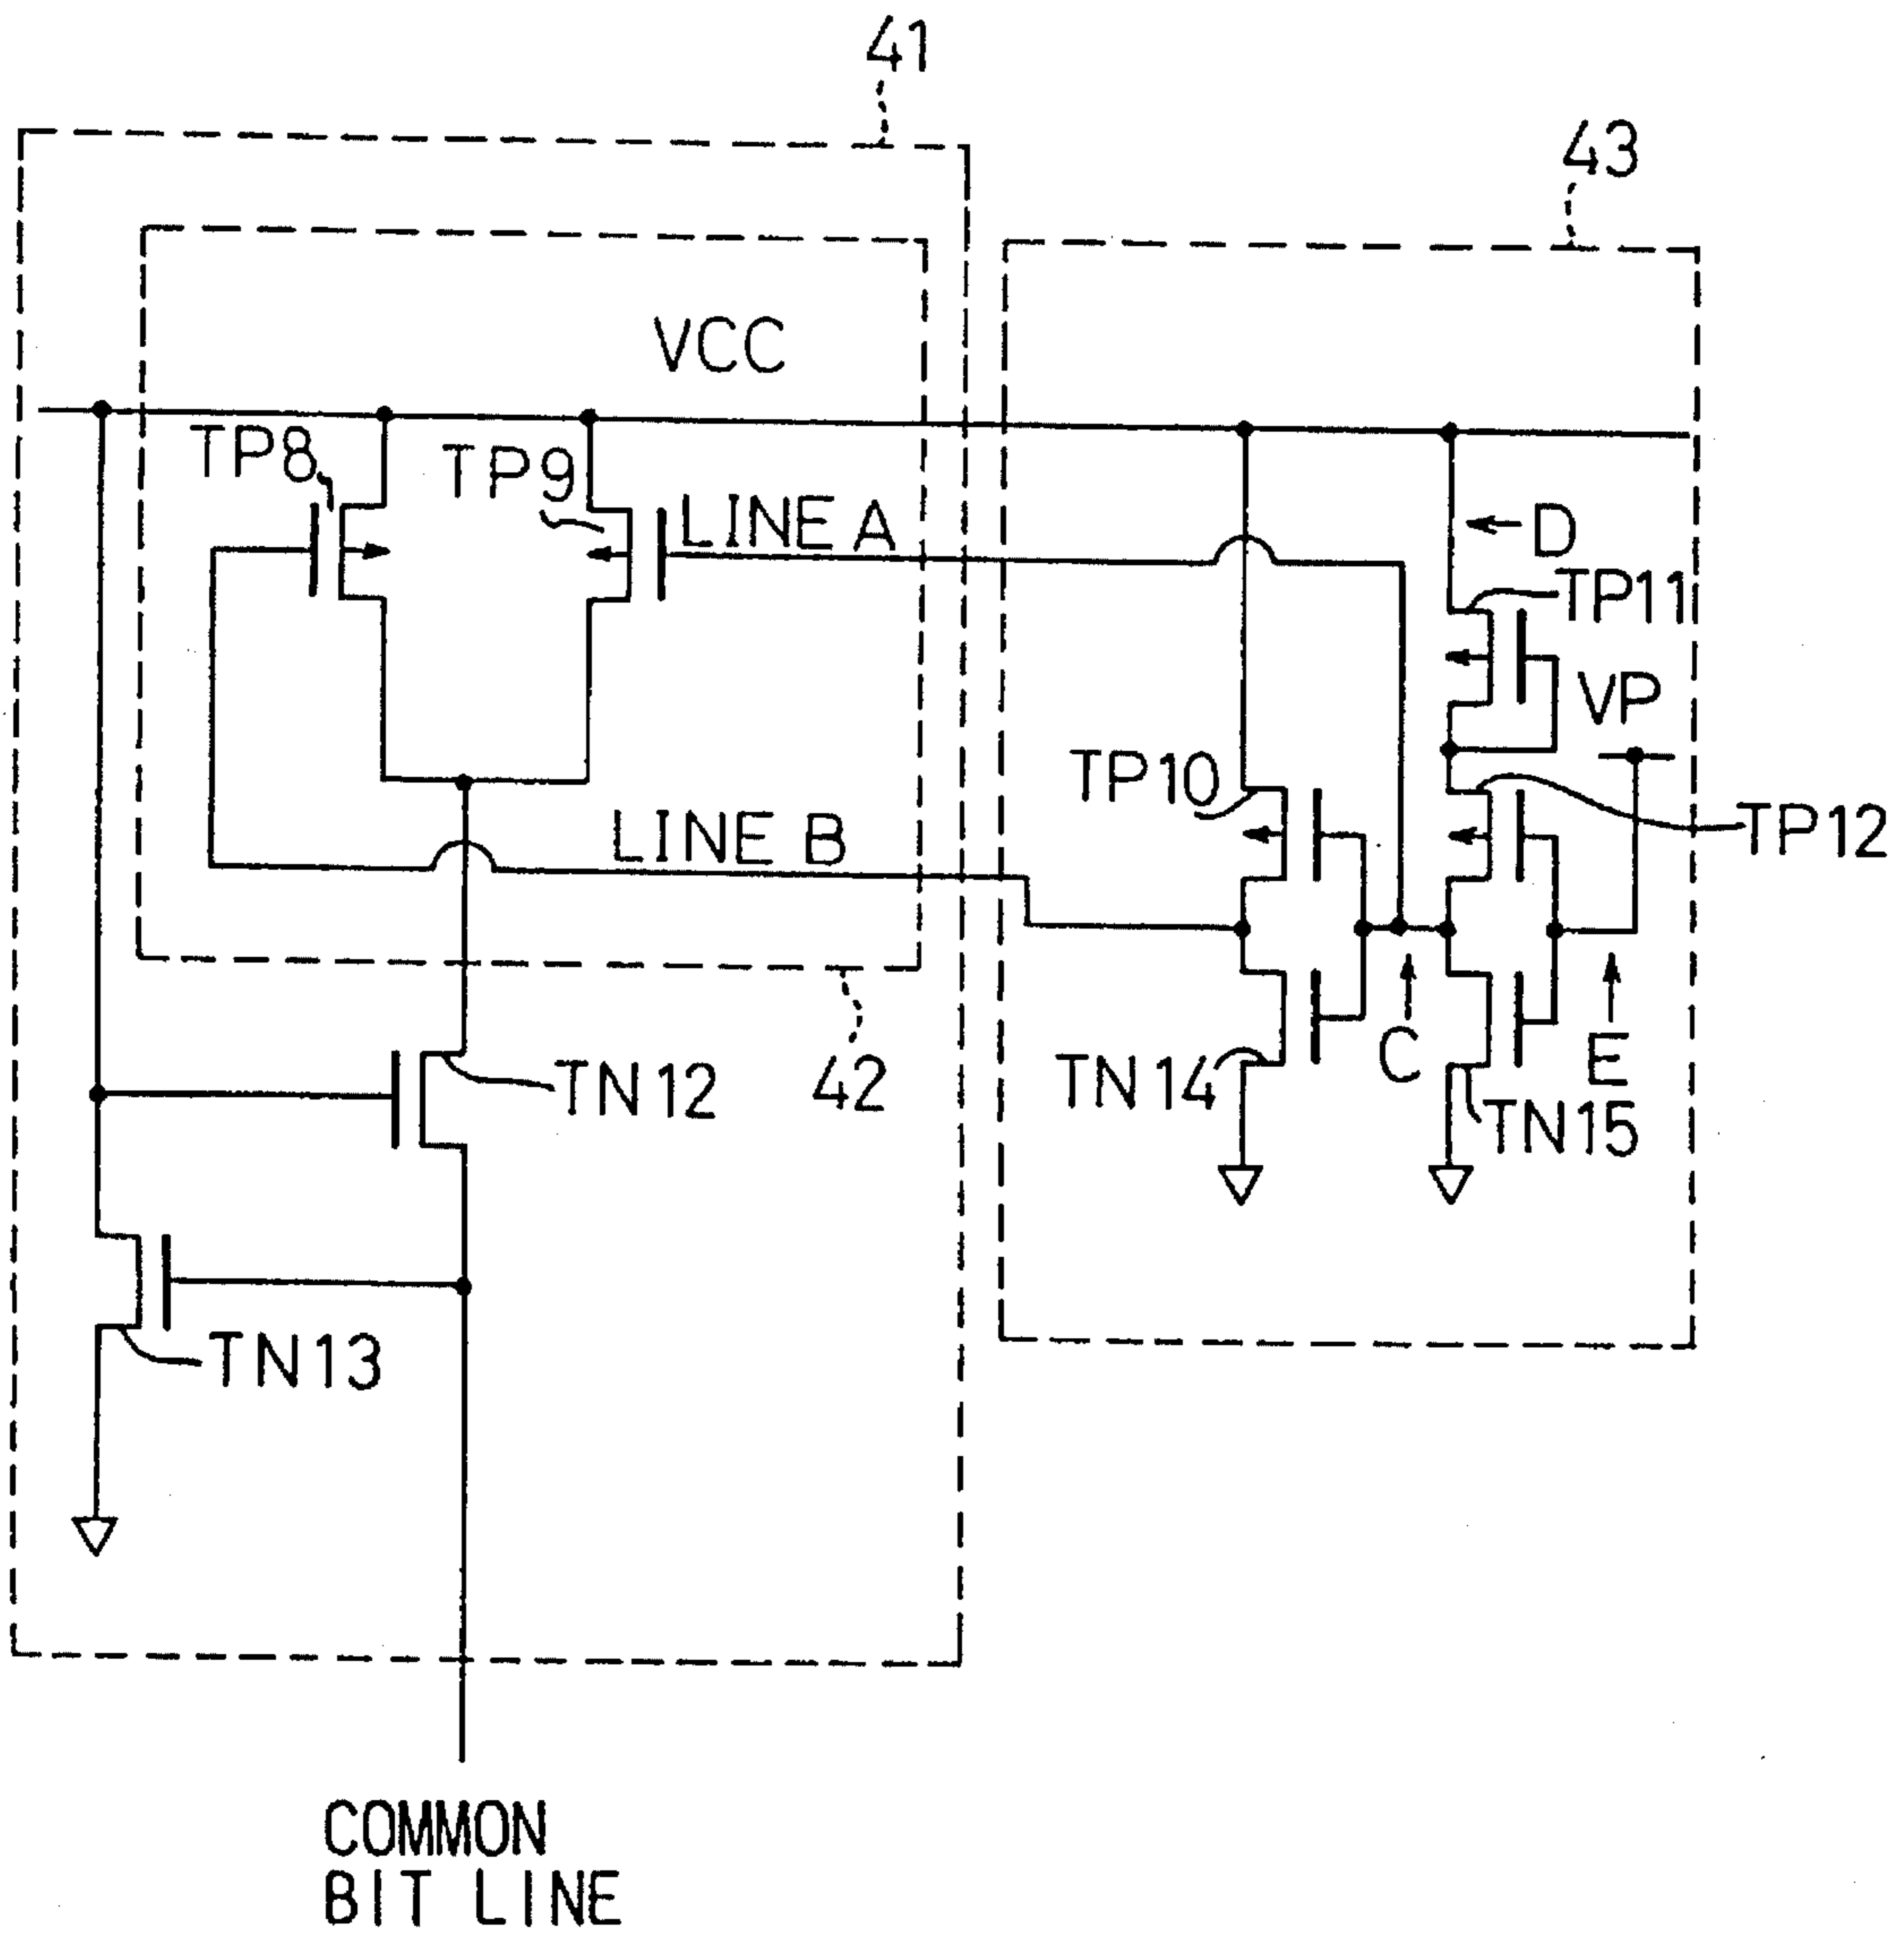 41
43
VCC
TP8
TP9
LINE A
D
TP11
VP
TP10
TP12
LINE B
C
E
TN14
TN15
TN12
42
TN13
COMMON
BIT LINE